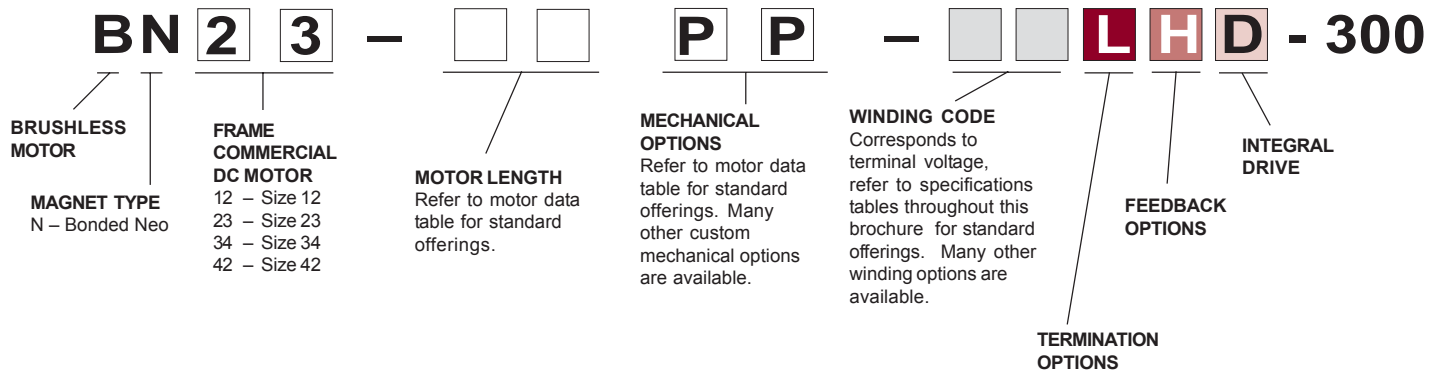 BN 2 3 – P P – L H D - 300
BRUSHLESS
MOTOR
MAGNET TYPE
N – Bonded Neo
FRAME
COMMERCIAL
DC MOTOR
12 – Size 12
23 – Size 23
34 – Size 34
42 – Size 42
MOTOR LENGTH
Refer to motor data
table for standard
offerings.
MECHANICAL
OPTIONS
Refer to motor data
table for standard
offerings. Many
other custom
mechanical options
are available.
WINDING CODE
Corresponds to
terminal voltage,
refer to specifications
tables throughout this
brochure for standard
offerings. Many other
winding options are
available.
TERMINATION
OPTIONS
FEEDBACK
OPTIONS
INTEGRAL
DRIVE